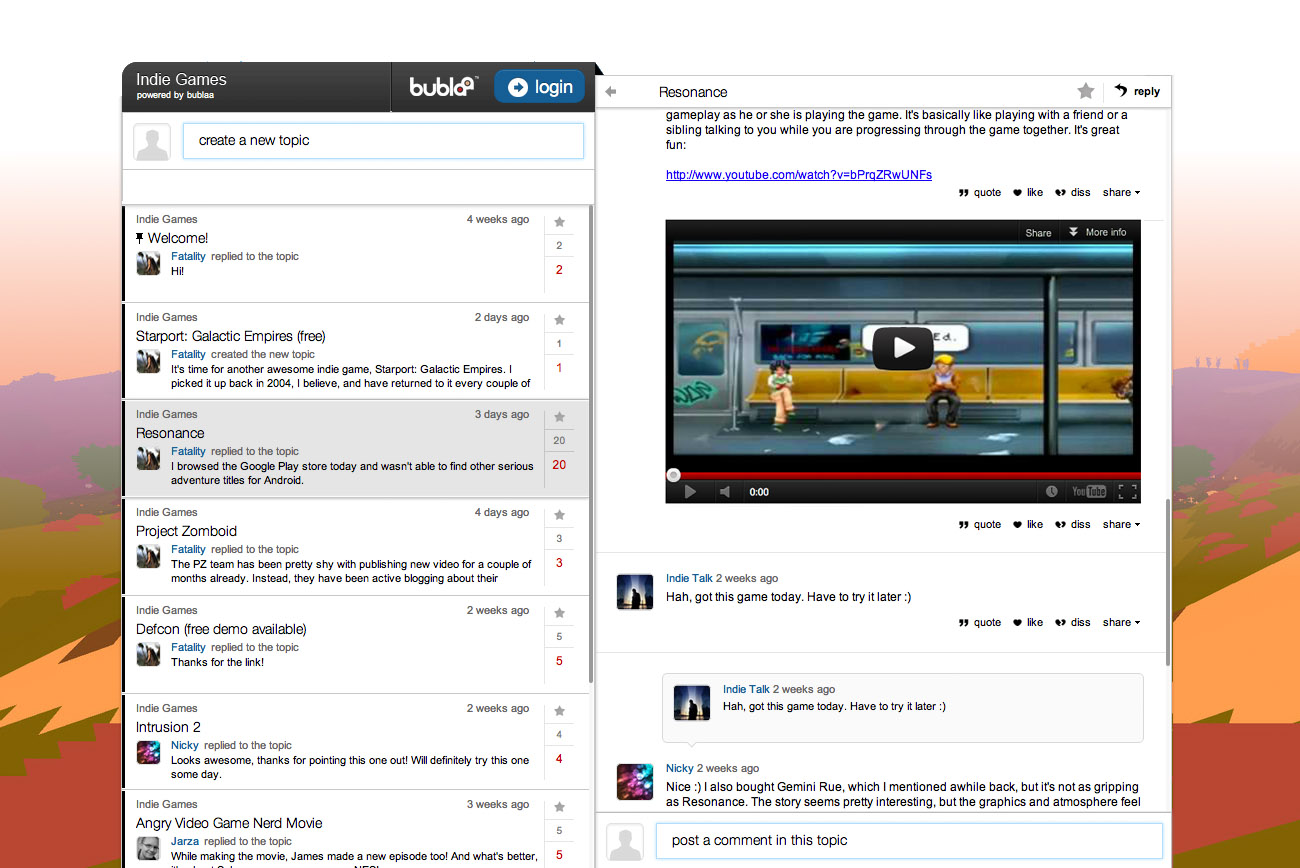 Indie Games
powered by bublaa
bublaa™
login
create a new topic
Indie Games
4 weeks ago
Welcome!
2
Fatality replied to the topic
Hi!
2
Indie Games
2 days ago
Starport: Galactic Empires (free)
1
Fatality created the new topic
It's time for another awesome indie game, Starport: Galactic Empires. I
picked it up back in 2004, I believe, and have returned to it every couple of
1
Indie Games
3 days ago
Resonance
20
Fatality replied to the topic
I browsed the Google Play store today and wasn't able to find other serious
adventure titles for Android.
20
Indie Games
4 days ago
Project Zomboid
3
Fatality replied to the topic
The PZ team has been pretty shy with publishing new video for a couple of
months already. Instead, they have been active blogging about their
3
Indie Games
2 weeks ago
Defcon (free demo available)
5
Fatality replied to the topic
Thanks for the link!
5
Indie Games
2 weeks ago
Intrusion 2
4
Nicky replied to the topic
Looks awesome, thanks for pointing this one out! Will definitely try this one
some day.
4
Indie Games
3 weeks ago
Angry Video Game Nerd Movie
5
Jarza replied to the topic
While making the movie, James made a new episode too! And what's better,
5
Resonance
reply
gameplay as he or she is playing the game. It's basically like playing with a friend or a
sibling talking to you while you are progressing through the game together. It's great
fun:
http://www.youtube.com/watch?v=bPrqZRwUNFs
quote like diss share
Share More info
ed.
0:00
YouTube
quote like diss share
Indie Talk 2 weeks ago
Hah, got this game today. Have to try it later :)
quote like diss share
Indie Talk 2 weeks ago
Hah, got this game today. Have to try it later :)
Nicky 2 weeks ago
Nice :) I also bought Gemini Rue, which I mentioned awhile back, but it's not as gripping
as Resonance. The story seems pretty interesting, but the graphics and atmosphere feel
post a comment in this topic